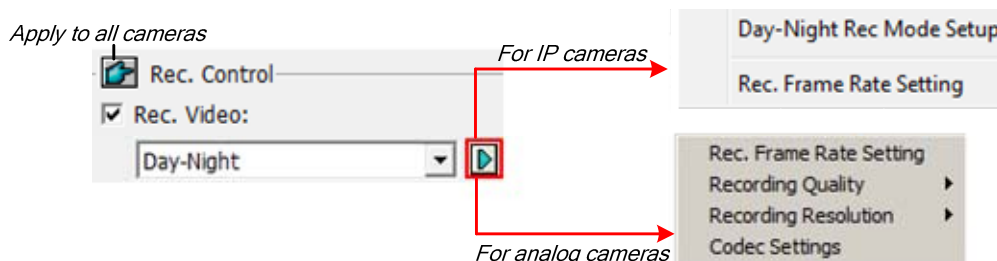 Apply to all cameras
Rec. Control
Rec. Video:
Day-Night
For IP cameras
Day-Night Rec Mode Setup
Rec. Frame Rate Setting
For analog cameras
Rec. Frame Rate Setting
Recording Quality
Recording Resolution
Codec Settings